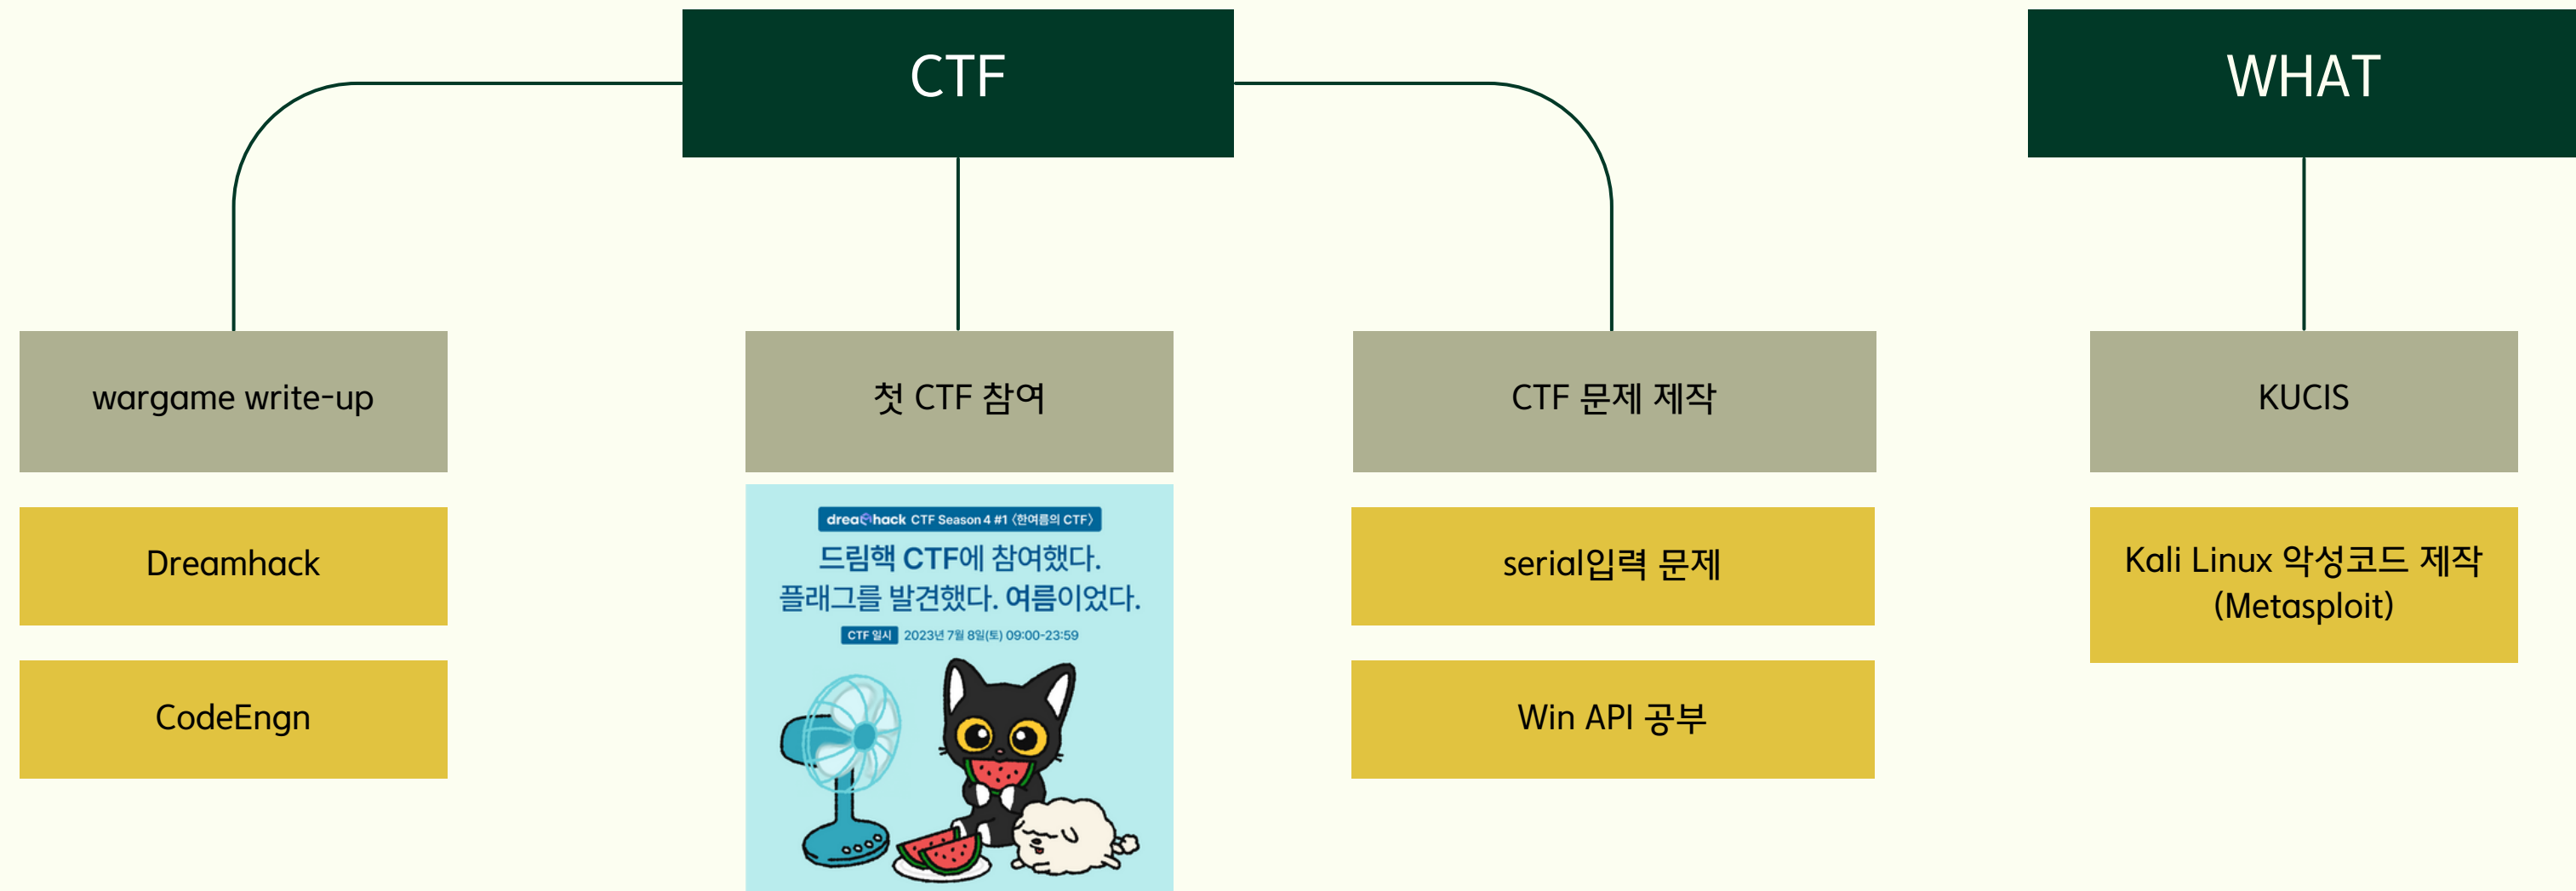 CTF
WHAT
wargame write-up
첫 CTF 참여
CTF 문제 제작
KUCIS
Dreamhack
CodeEngn
dreamhack CTF Season 4 #1 〈한여름의 CTF〉
드림핵 CTF에 참여했다.
플래그를 발견했다. 여름이었다.
CTF 일시 2023년 7월 8일(토) 09:00-23:59
serial입력 문제
Win API 공부
Kali Linux 악성코드 제작
(Metasploit)